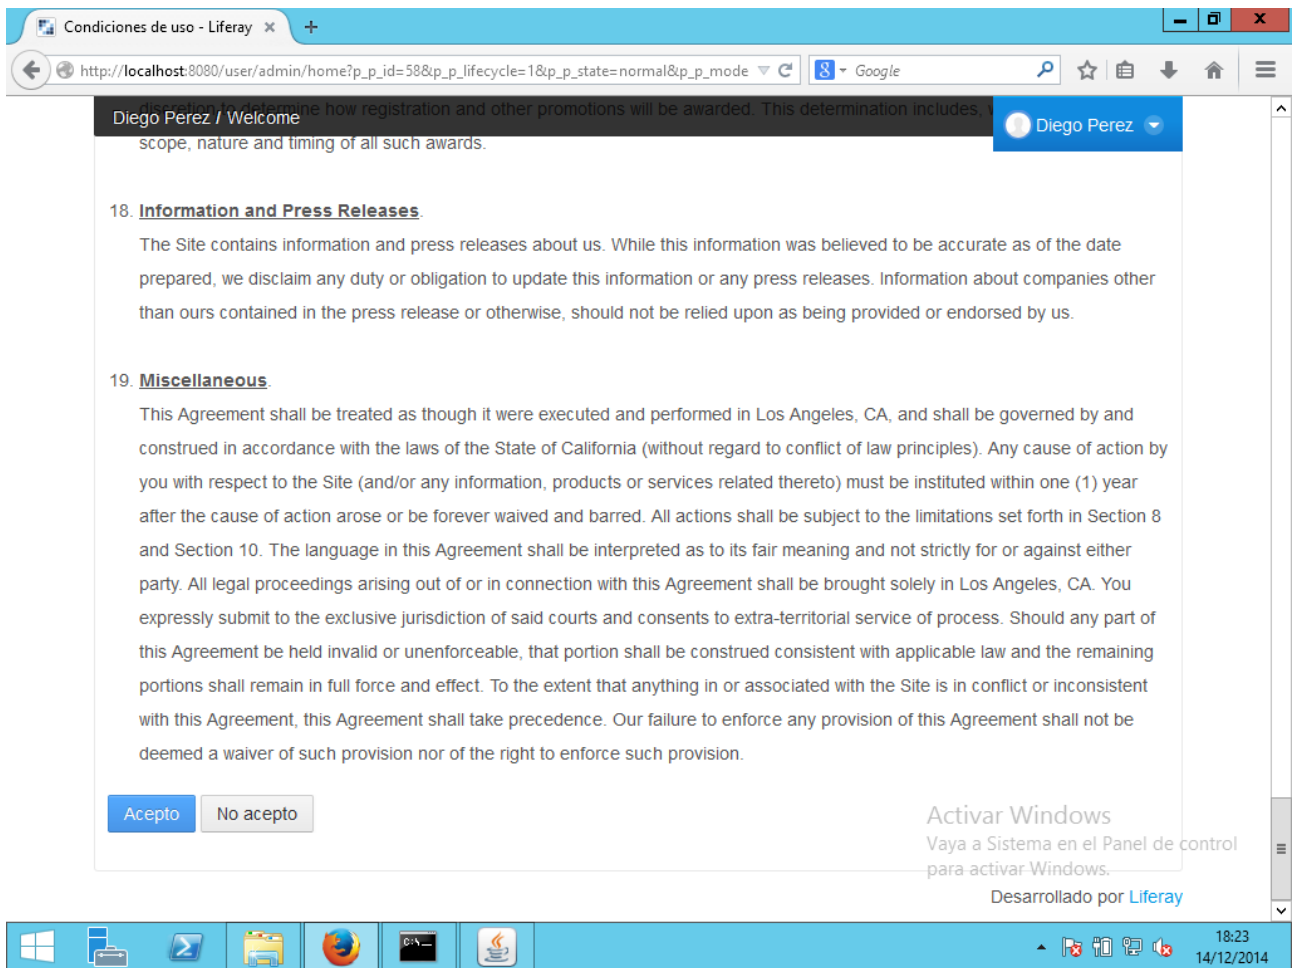 Condiciones de uso - Liferay
http://localhost:8080/user/admin/home?p_p_id=58&p_p_lifecycle=1&p_p_state=normal&p_p_mode
Google
discretion to determine how registration and other promotions will be awarded. This determination includes,
Diego Perez / Welcome
Diego Perez
scope, nature and timing of all such awards.
18. Information and Press Releases.
The Site contains information and press releases about us. While this information was believed to be accurate as of the date
prepared, we disclaim any duty or obligation to update this information or any press releases. Information about companies other
than ours contained in the press release or otherwise, should not be relied upon as being provided or endorsed by us.
19. Miscellaneous.
This Agreement shall be treated as though it were executed and performed in Los Angeles, CA, and shall be governed by and
construed in accordance with the laws of the State of California (without regard to conflict of law principles). Any cause of action by
you with respect to the Site (and/or any information, products or services related thereto) must be instituted within one (1) year
after the cause of action arose or be forever waived and barred. All actions shall be subject to the limitations set forth in Section 8
and Section 10. The language in this Agreement shall be interpreted as to its fair meaning and not strictly for or against either
party. All legal proceedings arising out of or in connection with this Agreement shall be brought solely in Los Angeles, CA. You
expressly submit to the exclusive jurisdiction of said courts and consents to extra-territorial service of process. Should any part of
this Agreement be held invalid or unenforceable, that portion shall be construed consistent with applicable law and the remaining
portions shall remain in full force and effect. To the extent that anything in or associated with the Site is in conflict or inconsistent
with this Agreement, this Agreement shall take precedence. Our failure to enforce any provision of this Agreement shall not be
deemed a waiver of such provision nor of the right to enforce such provision.
Acepto
No acepto
Activar Windows
Vaya a Sistema en el Panel de control
para activar Windows.
Desarrollado por Liferay
18:23
14/12/2014